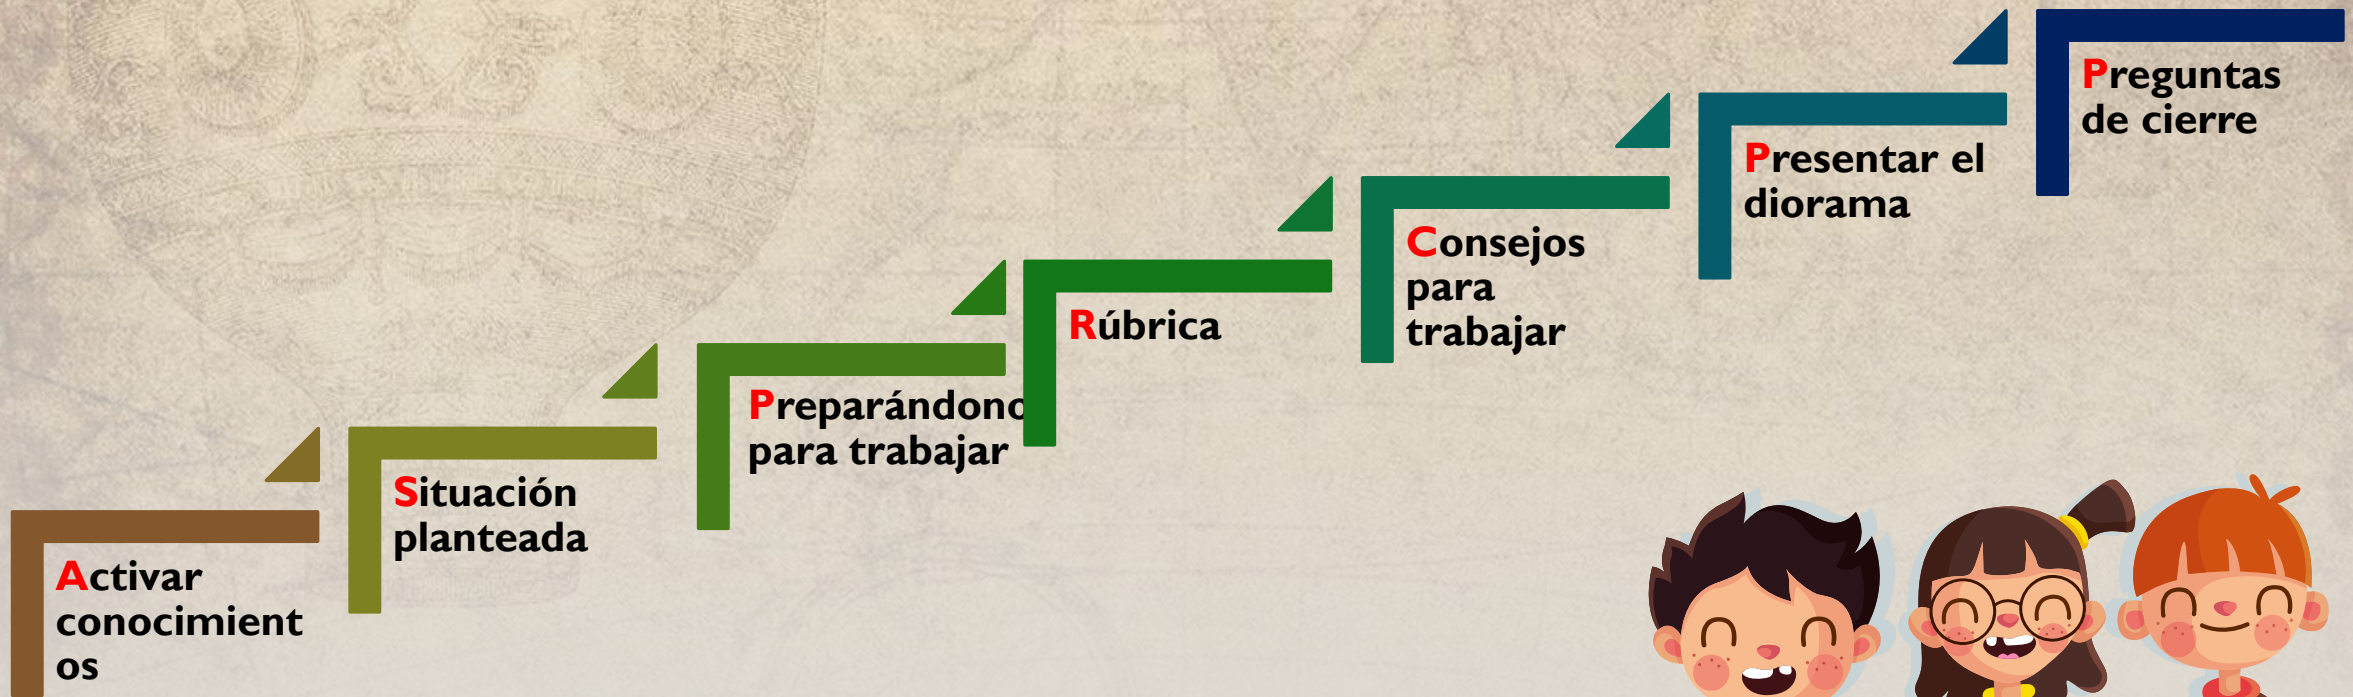 Activar
conocimient
os
Situación
planteada
Preparándono
para trabajar
Rúbrica
Consejos
para
trabajar
Presentar el
diorama
Preguntas
de cierre